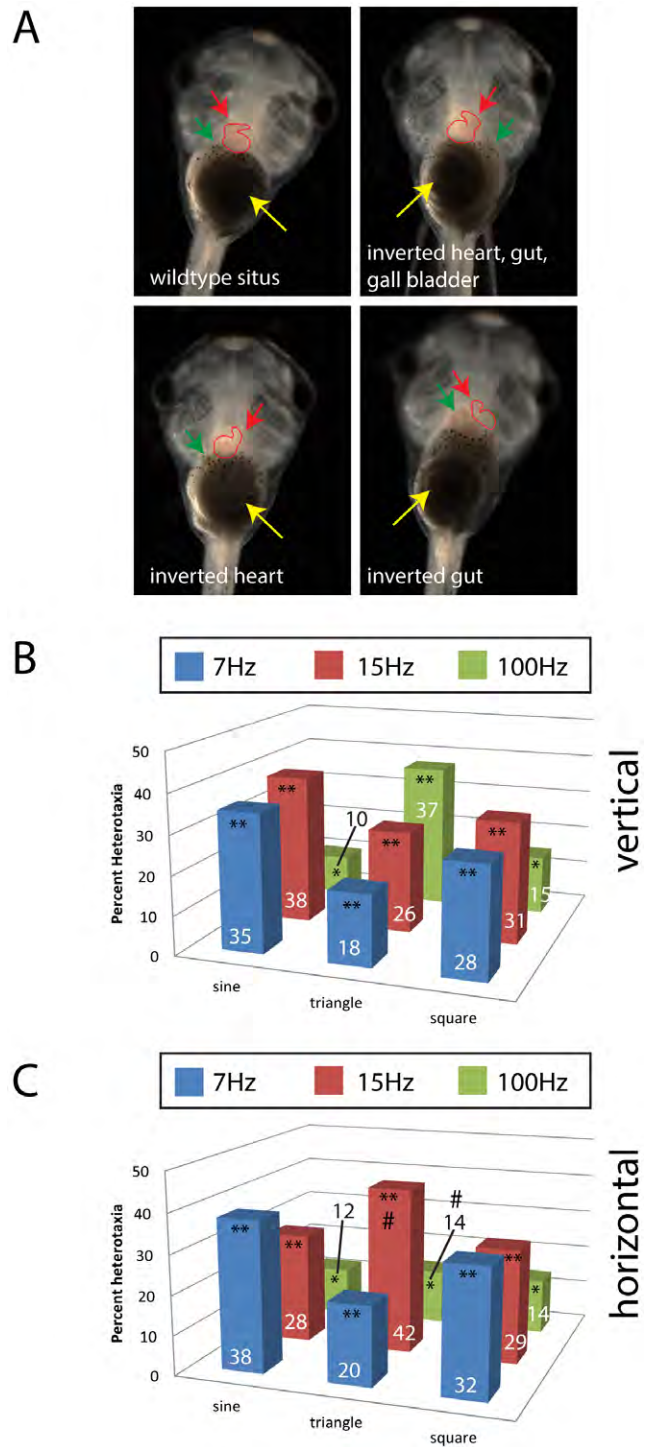 A
wildtype situs
inverted heart, gut,
gall bladder
inverted heart
inverted gut
B
7Hz 15Hz 100Hz
vertical
Percent Heterotaxia
50
40
30
20
10
0
** ** * 10
** ** ** 37
** ** *
35 38
18 26
28 31 15
sine
triangle
square
C
7Hz 15Hz 100Hz
horizontal
Percent heterotaxia
50
40
30
20
10
0
** ** * 12
** ** # * # 14
** ** *
38 28
20 42
32 29 14
sine
triangle
square